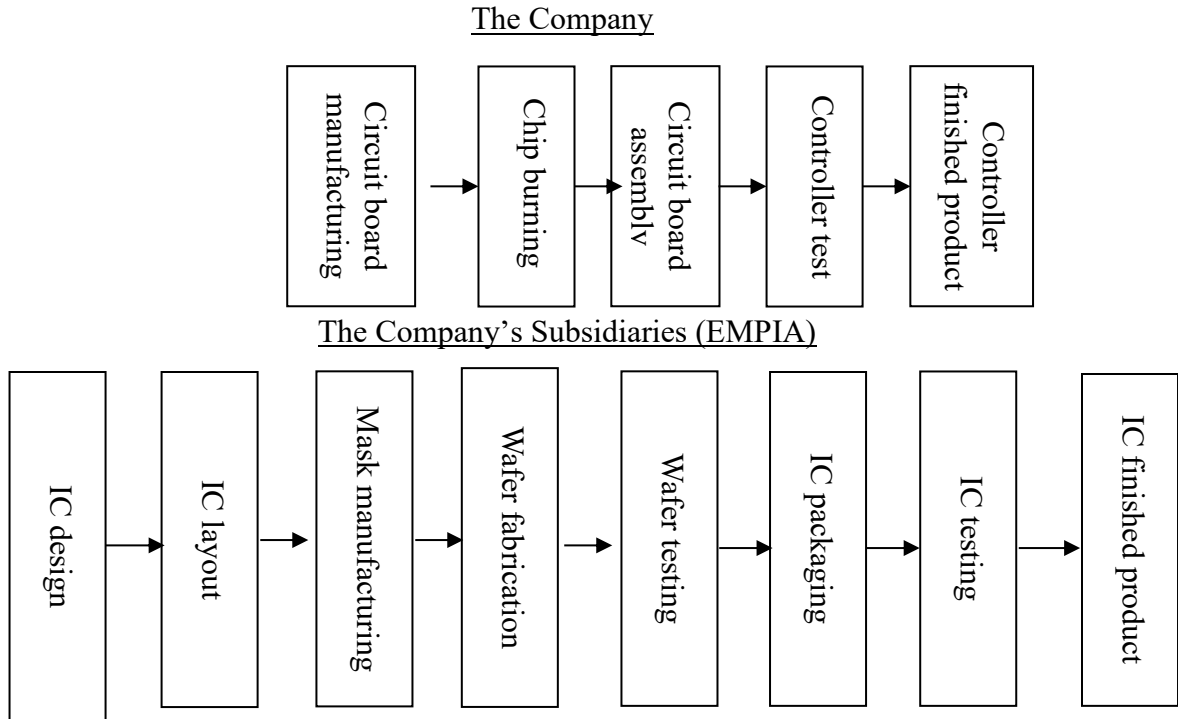 The Company
Circuit board
manufacturing
Chip burning
Circuit board
assembly
Controller test
Controller
finished product
The Company’s Subsidiaries (EMPIA)
IC design
IC layout
Mask manufacturing
Wafer fabrication
Wafer testing
IC packaging
IC testing
IC finished product